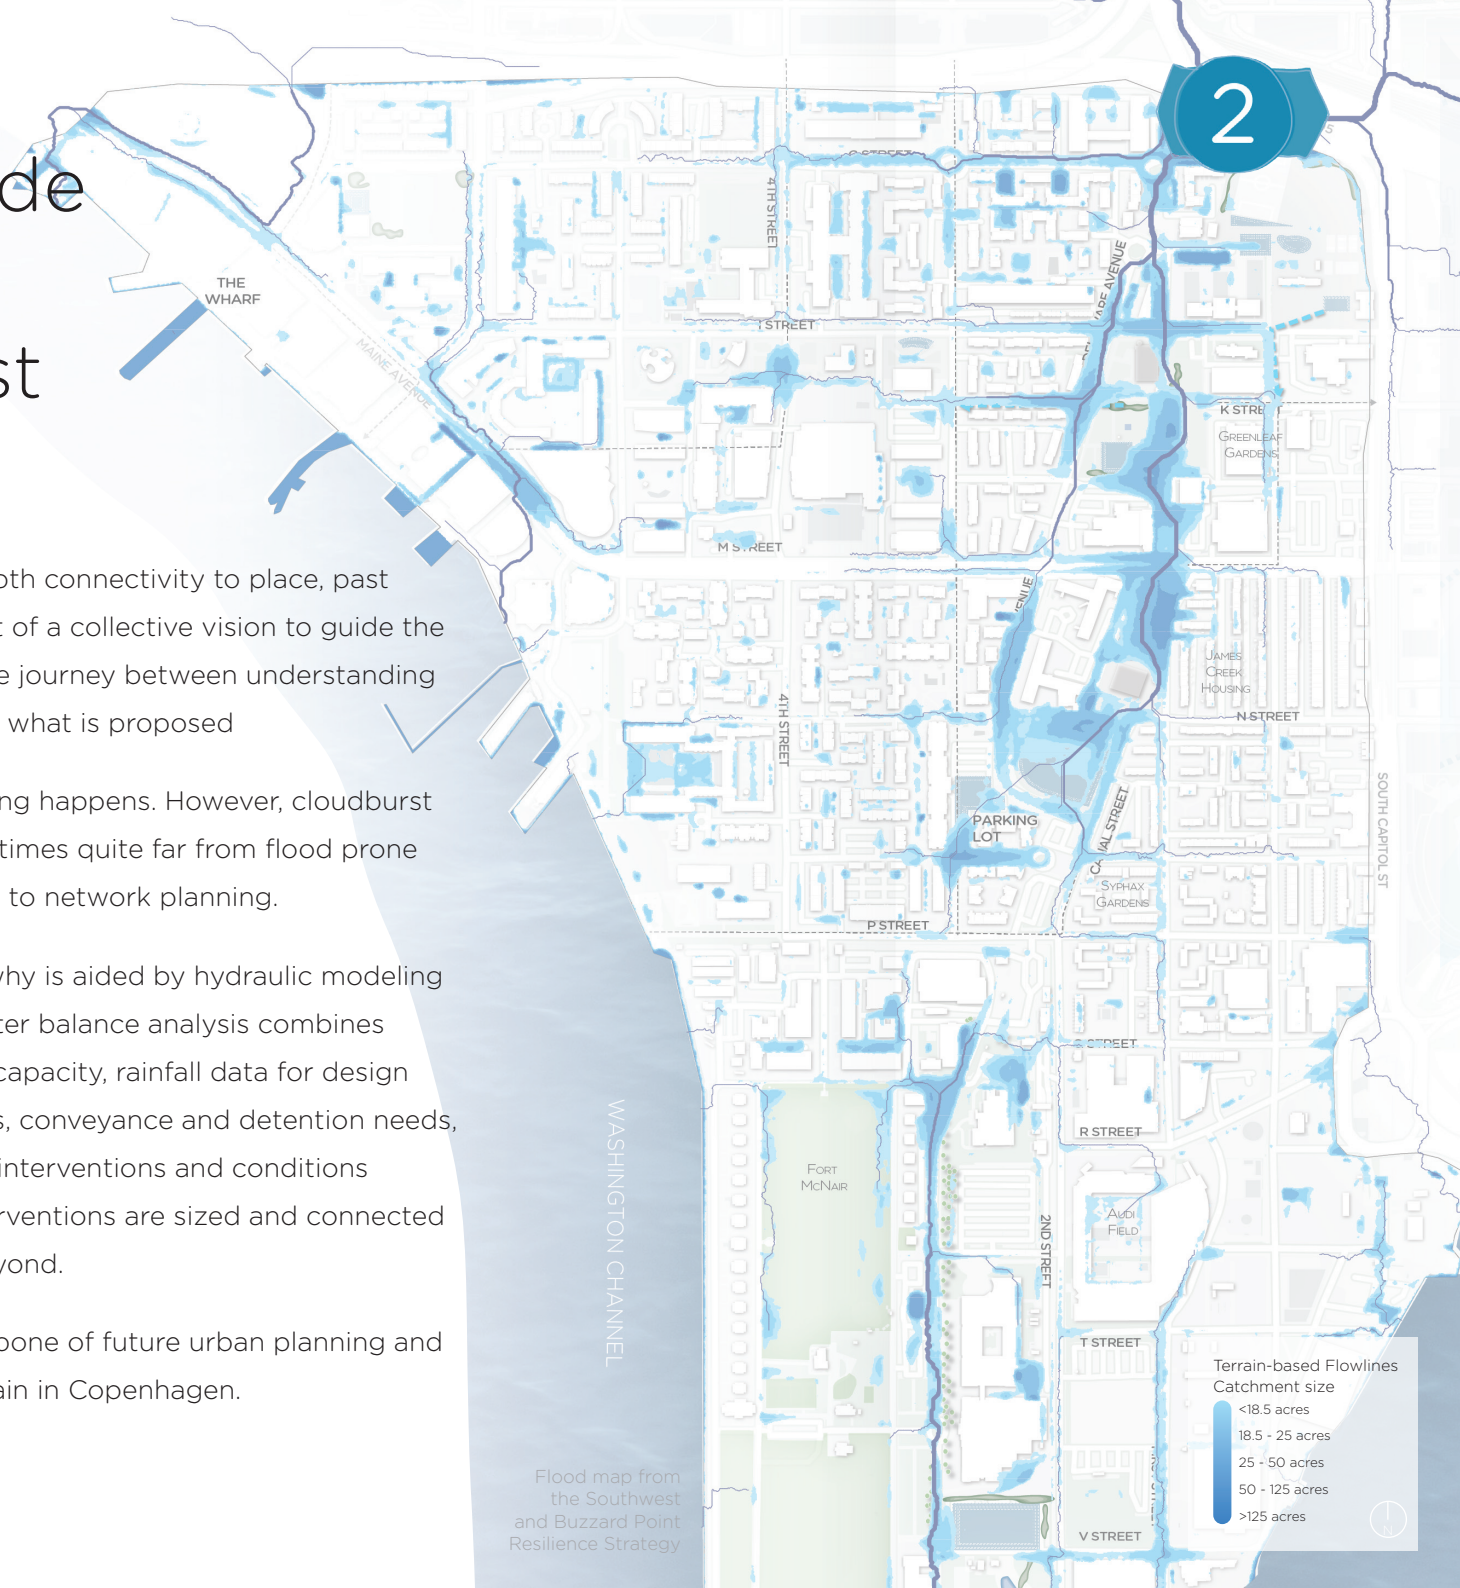 de
st
oth connectivity to place, past
t of a collective vision to guide the
e journey between understanding
what is proposed
ng happens. However, cloudburst
times quite far from flood prone
to network planning.
why is aided by hydraulic modeling
ter balance analysis combines
capacity, rainfall data for design
s, conveyance and detention needs,
interventions and conditions
rventions are sized and connected
yond.
bone of future urban planning and
ain in Copenhagen.
2
THE
WHARF
MAINE AVENUE
4TH STREET
I STREET
K STREET
GREENLEAF
GARDENS
M STREET
JAMES
CREEK
HOUSING
N STREET
4TH STREET
SOUTH CAPITOL ST
PARKING
LOT
SYPHAX
GARDENS
P STREET
WASHINGTON CHANNEL
FORT
MCNAIR
R STREET
AUDI
FIELD
2ND STREET
T STREET
V STREET
Flood map from
the Southwest
and Buzzard Point
Resilience Strategy
Terrain-based Flowlines
Catchment size
<18.5 acres
18.5 - 25 acres
25 - 50 acres
50 - 125 acres
>125 acres
N